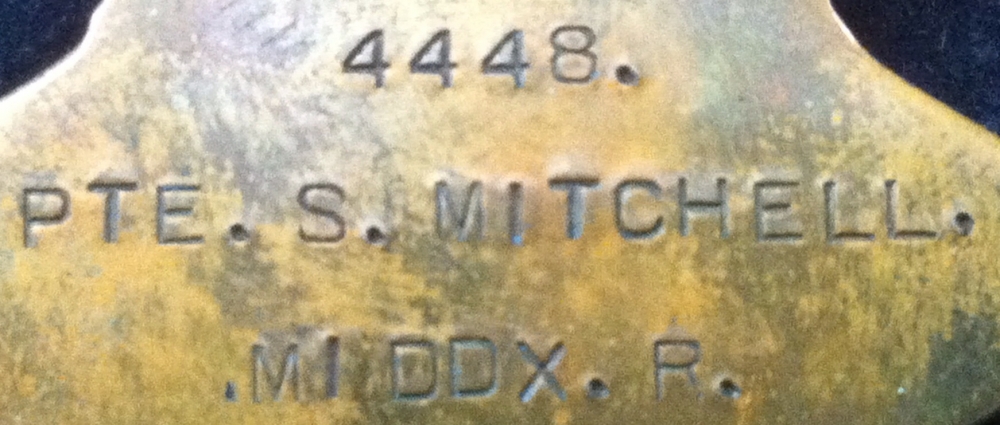 4448.
PTE. S. MITCHELL.
.MIDDX. R.